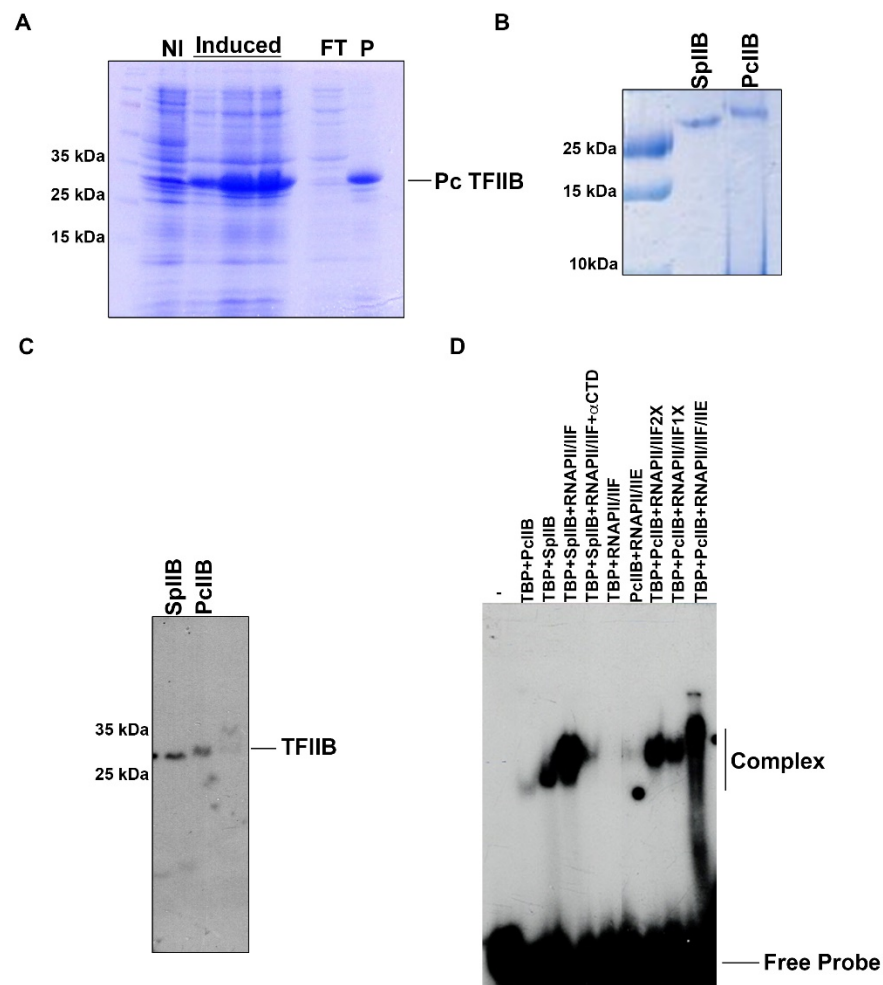 A
NI Induced FT P
35 kDa
25 kDa
15 kDa
Pc TFIIB
B
SpIIB
PcIIB
25 kDa
15 kDa
10kDa
C
SpIIB
PcIIB
35 kDa
25 kDa
TFIIB
D
-
TBP+PcIIB
TBP+SpIIB
TBP+SpIIB+RNAPII/IIF
TBP+SpIIB+RNAPII/IIF+αCTD
TBP+RNAPII/IIF
PcIIB+RNAPII/IIE
TBP+PcIIB+RNAPII/IIF2X
TBP+PcIIB+RNAPII/IIF1X
TBP+PcIIB+RNAPII/IIF/IIE
Complex
Free Probe